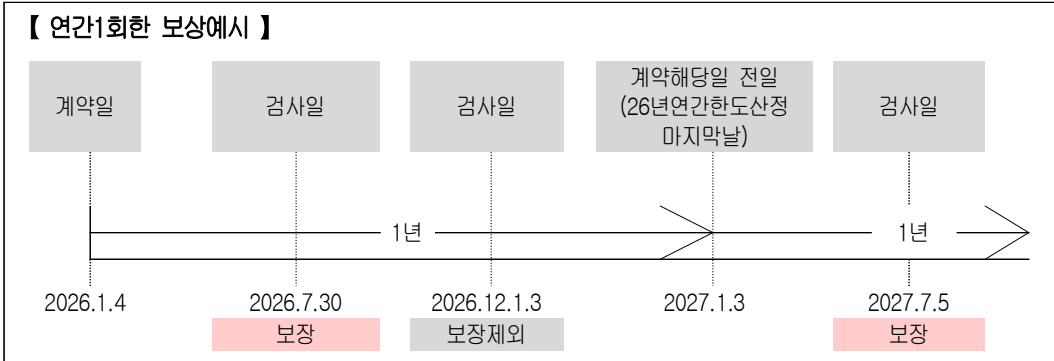 【 연간1회한 보상예시 】
계약일
검사일
검사일
계약해당일 전일
(26년연간한도산정
마지막날)
검사일
1년
1년
2026.1.4
2026.7.30
2026.12.1.3
2027.1.3
2027.7.5
보장
보장제외
보장